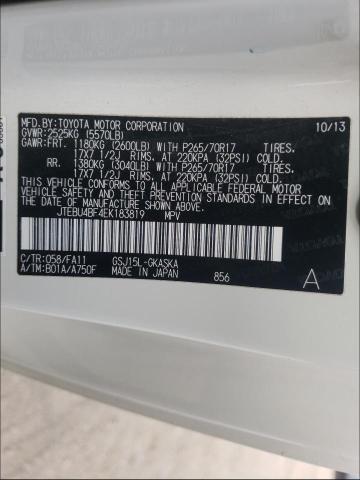 MFD.BY:TOYOTA MOTOR CORPORATION 10/13
GVWR:2525KG (5570LB)
GAWR:FRT. 1180KG (2600LB) WITH P265/70R17 TIRES,
17X7 1/2J RIMS, AT 220KPA (32PSI) COLD.
RR. 1380KG (3040LB) WITH P265/70R17 TIRES,
17X7 1/2J RIMS, AT 220KPA (32PSI) COLD.
THIS VEHICLE CONFORMS TO ALL APPLICABLE FEDERAL MOTOR
VEHICLE SAFETY STANDARDS IN EFFECT ON
THE DATE OF MANUFACTURE SHOWN ABOVE.
JTEBU4BF4EK183819 MPV
C/TR:058/FA11 GSJ15L-GKASKA
A/TM:B01A/A750F MADE IN JAPAN 856 A